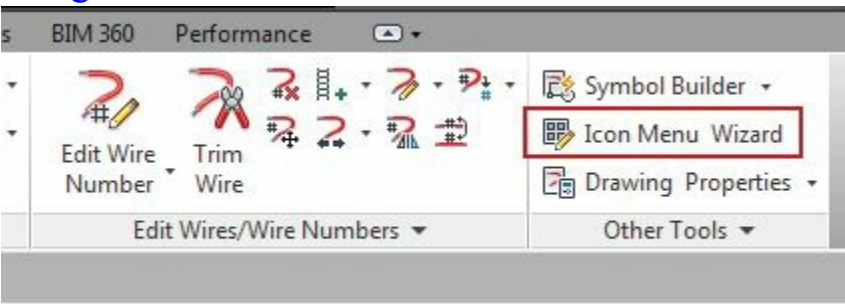 s BIM 360 Performance
Edit Wire
Number
Trim
Wire
Edit Wires/Wire Numbers
Symbol Builder
Icon Menu Wizard
Drawing Properties
Other Tools